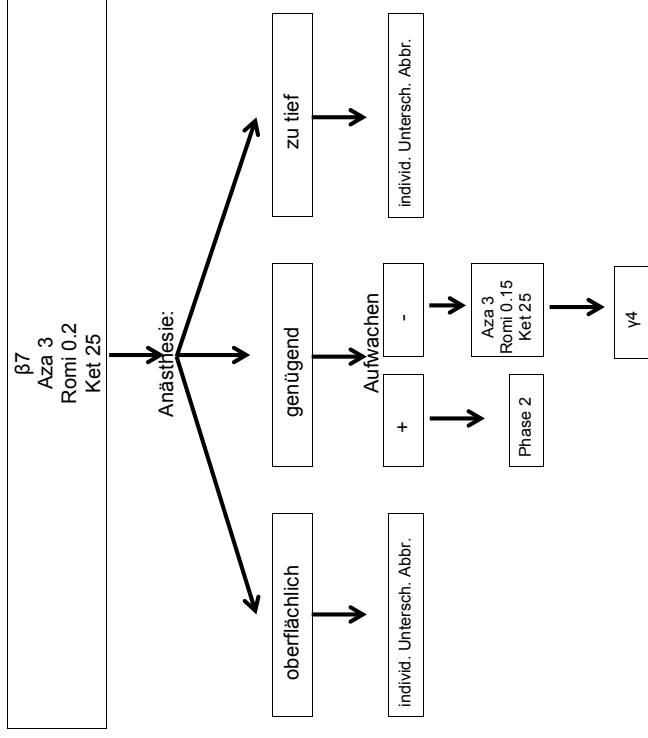 β7
Aza 3
Romi 0.2
Ket 25
Anästhesie:
oberflächlich
genügend
zu tief
individ. Untersch. Abbr.
Aufwachen
individ. Untersch. Abbr.
+
-
Phase 2
Aza 3
Romi 0.15
Ket 25
γ4